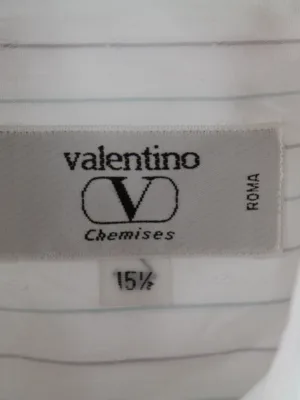 valentino
V
Chemises
ROMA
15½